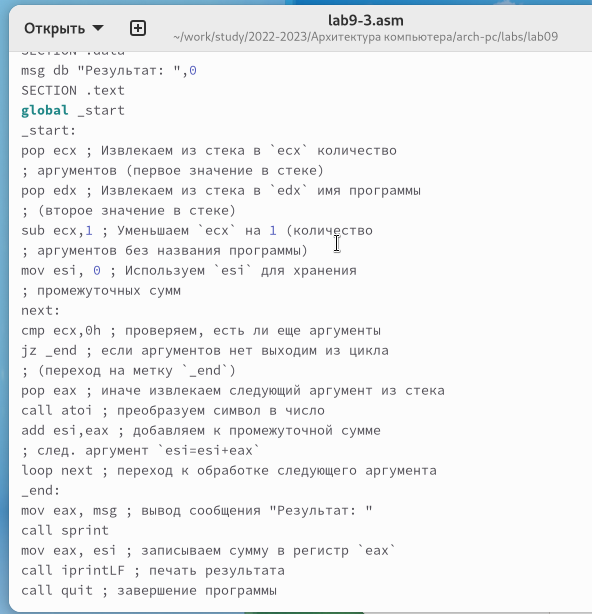 Открыть
lab9-3.asm
~/work/study/2022-2023/Архитектура компьютера/arch-pc/labs/lab09
SECTION .data
msg db "Результат: ",0
SECTION .text
global _start
_start:
pop ecx ; Извлекаем из стека в `ecx` количество
; аргументов (первое значение в стеке)
pop edx ; Извлекаем из стека в `edx` имя программы
; (второе значение в стеке)
sub ecx,1 ; Уменьшаем `ecx` на 1 (количество
; аргументов без названия программы)
mov esi, 0 ; Используем `esi` для хранения
; промежуточных сумм
next:
cmp ecx,0h ; проверяем, есть ли еще аргументы
jz _end ; если аргументов нет выходим из цикла
; (переход на метку `_end`)
pop eax ; иначе извлекаем следующий аргумент из стека
call atoi ; преобразуем символ в число
add esi,eax ; добавляем к промежуточной сумме
; след. аргумент `esi=esi+eax`
loop next ; переход к обработке следующего аргумента
_end:
mov eax, msg ; вывод сообщения "Результат: "
call sprint
mov eax, esi ; записываем сумму в регистр `eax`
call iprintLF ; печать результата
call quit ; завершение программы